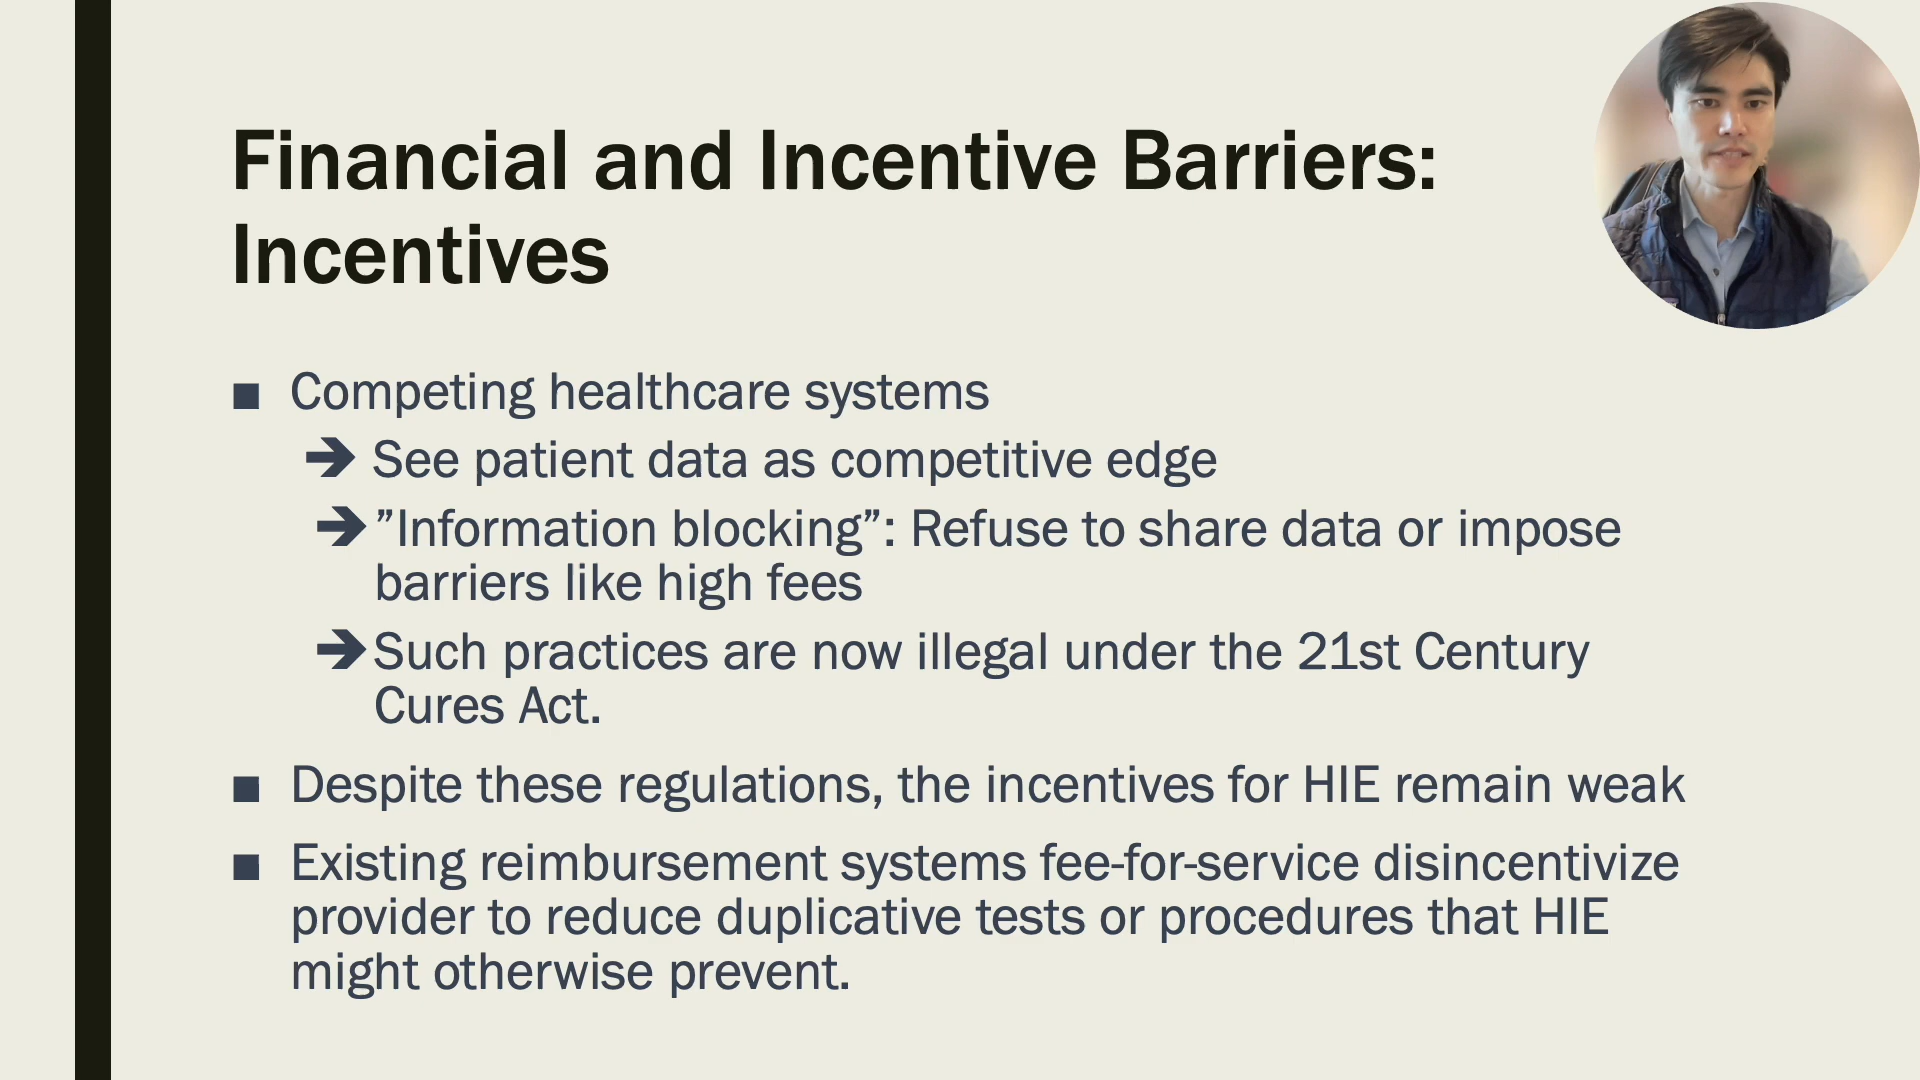 Financial and Incentive Barriers:
Incentives
■ Competing healthcare systems
➔ See patient data as competitive edge
➔ ”Information blocking”: Refuse to share data or impose
barriers like high fees
➔ Such practices are now illegal under the 21st Century
Cures Act.
■ Despite these regulations, the incentives for HIE remain weak
■ Existing reimbursement systems fee-for-service disincentivize
provider to reduce duplicative tests or procedures that HIE
might otherwise prevent.